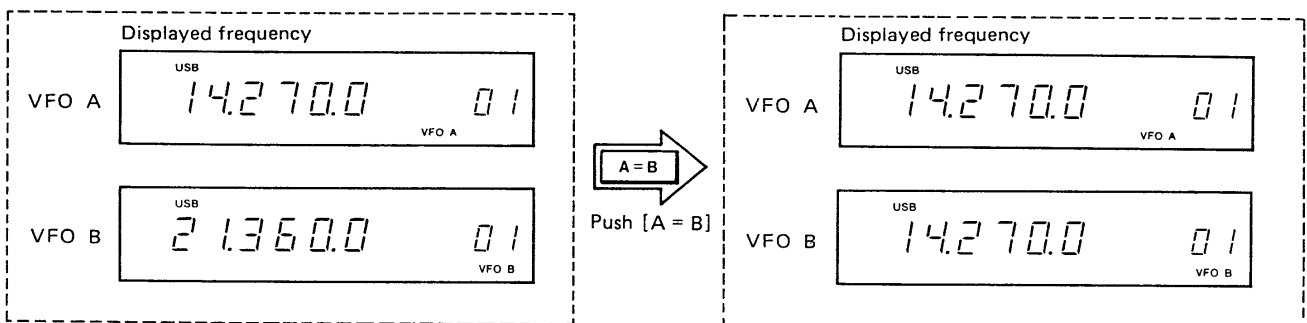 Displayed frequency
VFO A
USB
14.270.0
01
VFO A
VFO B
USB
21.360.0
01
VFO B
A = B
Push [A = B]
Displayed frequency
VFO A
USB
14.270.0
01
VFO A
VFO B
USB
14.270.0
01
VFO B